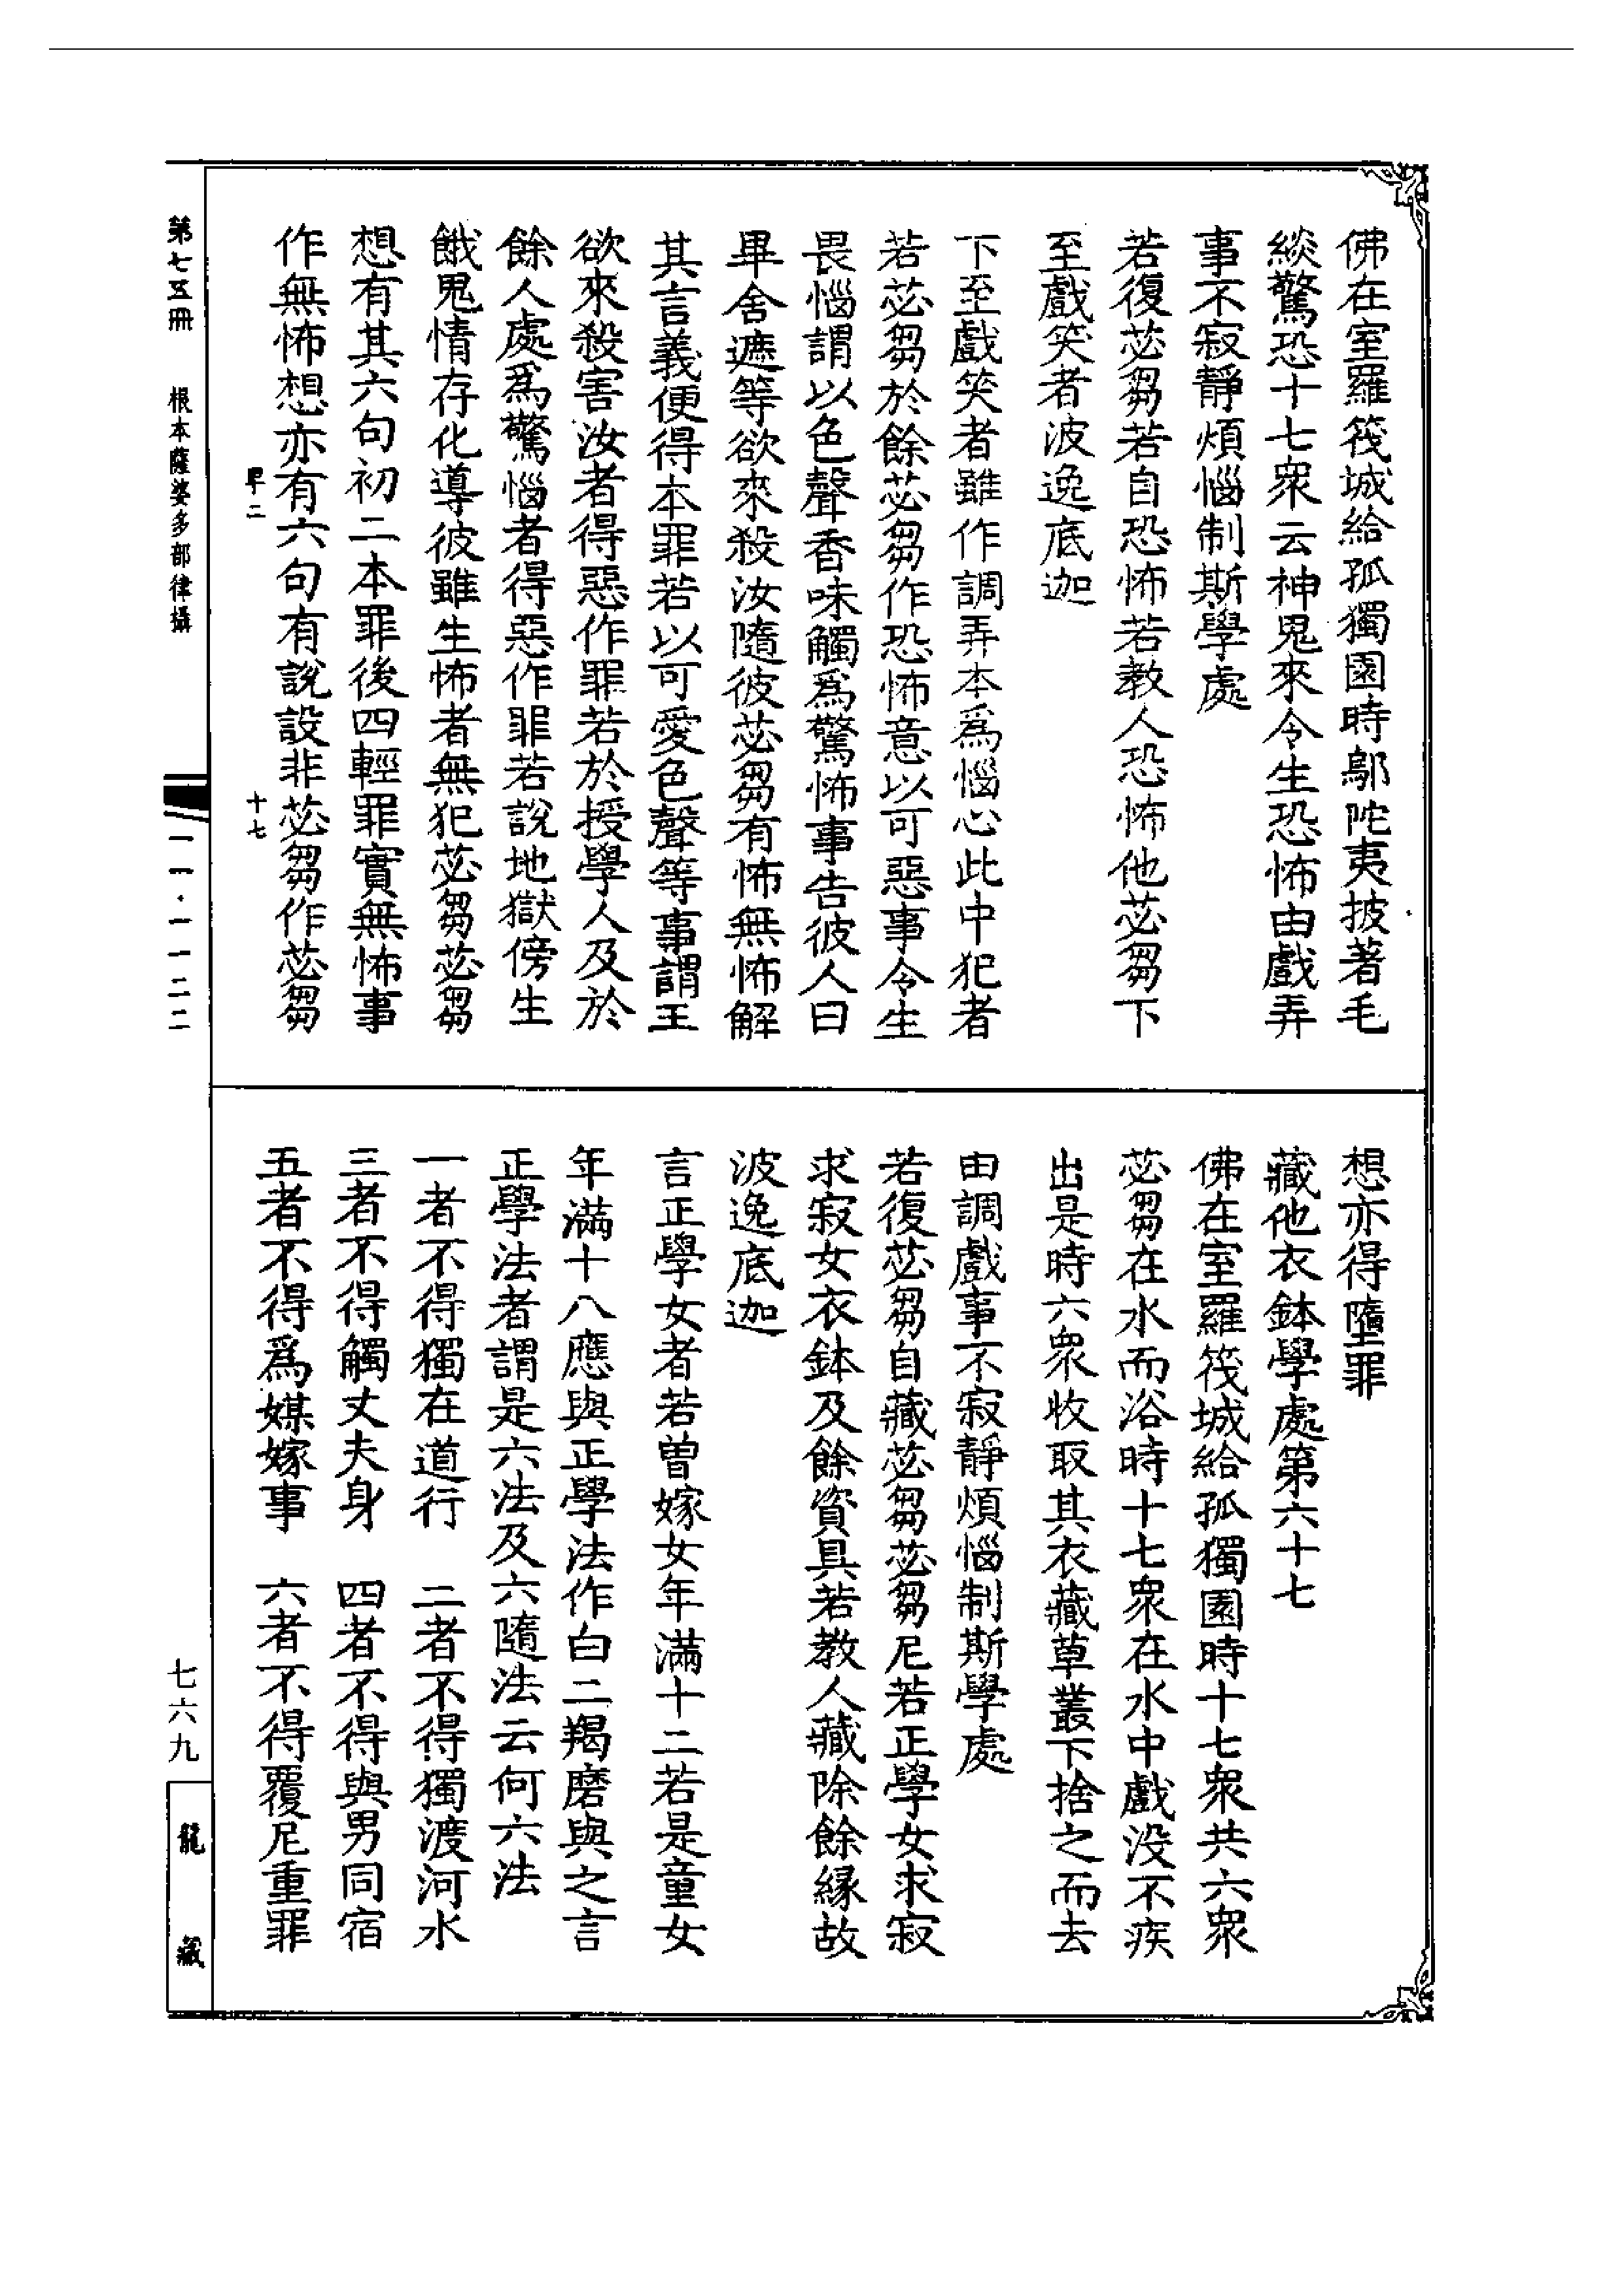 佛在室羅筏城給孤獨園時鄔陀夷披著毛
緂驚恐十七衆云神鬼來令生恐怖由戲弄
事不寂靜煩惱制斯學處
若復苾芻若自恐怖若教人恐怖他苾芻下
至戲笑者波逸底迦
下至戲笑者雖作調弄本爲惱心此中犯者
若苾芻於餘苾芻作恐怖意以可惡事令生
畏惱謂以色聲香味觸爲驚怖事告彼人曰
畢舍遮等欲來殺汝隨彼苾芻有怖無怖解
其言義便得本罪若以可愛色聲等事謂王
欲來殺害汝者得惡作罪若於授學人及於
餘人處爲驚惱者得惡作罪若說地獄傍生
餓鬼情存化導彼雖生怖者無犯苾芻苾芻
想有其六句初二本罪後四輕罪實無怖事
作無怖想亦有六句有說設非苾芻作苾芻
早二 十七
想亦得墮罪
藏他衣鉢學處第六十七
佛在室羅筏城給孤獨園時十七衆共六衆
苾芻在水而浴時十七衆在水中戲没不疾
出是時六衆收取其衣藏草叢下捨之而去
由調戲事不寂靜煩惱制斯學處
若復苾芻自藏苾芻苾芻尼若正學女求寂
求寂女衣鉢及餘資具若教人藏除餘緣故
波逸底迦
言正學女者若曾嫁女年滿十二若是童女
年滿十八應與正學法作白二羯磨與之言
正學法者謂是六法及六隨法云何六法
一者不得獨在道行 二者不得獨渡河水
三者不得觸丈夫身 四者不得與男同宿
五者不得爲媒嫁事 六者不得覆尼重罪
第七五冊 根本薩婆多部律攝 二一·一一二二
七六九 龍藏